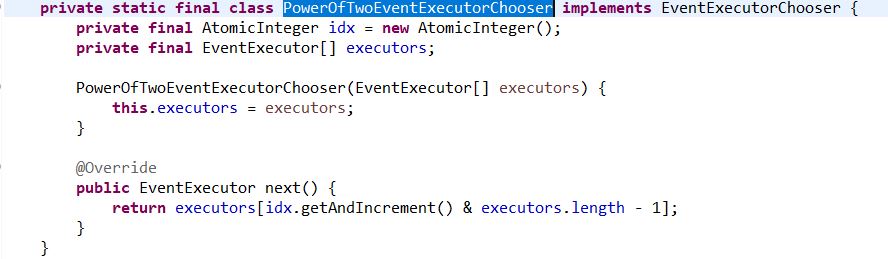 private static final class PowerOfTwoEventExecutorChooser implements EventExecutorChooser {
    private final AtomicInteger idx = new AtomicInteger();
    private final EventExecutor[] executors;

    PowerOfTwoEventExecutorChooser(EventExecutor[] executors) {
        this.executors = executors;
    }

    @Override
    public EventExecutor next() {
        return executors[idx.getAndIncrement() & executors.length - 1];
    }
}